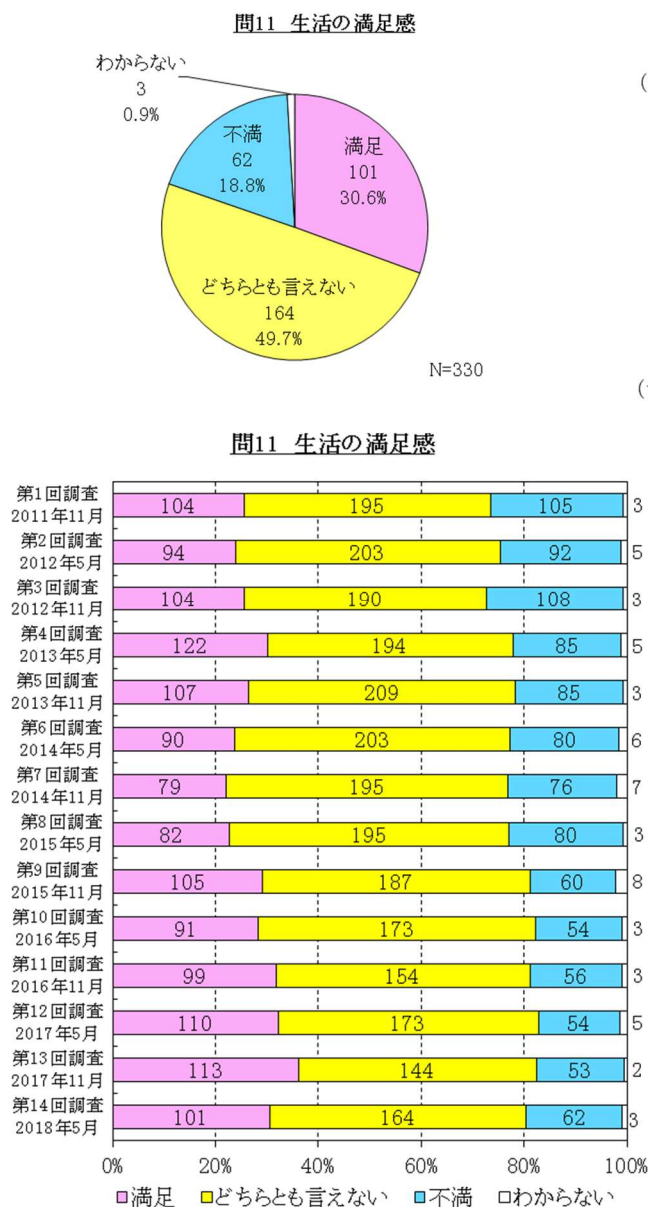 問11 生活の満足感
わからない
3
0.9%
不満
62
18.8%
満足
101
30.6%
どちらとも言えない
164
49.7%
N=330
(
(
問11 生活の満足感
第1回調査
2011年11月
104 195 105 3
第2回調査
2012年5月
94 203 92 5
第3回調査
2012年11月
104 190 108 3
第4回調査
2013年5月
122 194 85 5
第5回調査
2013年11月
107 209 85 3
第6回調査
2014年5月
90 203 80 6
第7回調査
2014年11月
79 195 76 7
第8回調査
2015年5月
82 195 80 3
第9回調査
2015年11月
105 187 60 8
第10回調査
2016年5月
91 173 54 3
第11回調査
2016年11月
99 154 56 3
第12回調査
2017年5月
110 173 54 5
第13回調査
2017年11月
113 144 53 2
第14回調査
2018年5月
101 164 62 3
0% 20% 40% 60% 80% 100%
満足 どちらとも言えない 不満 わからない